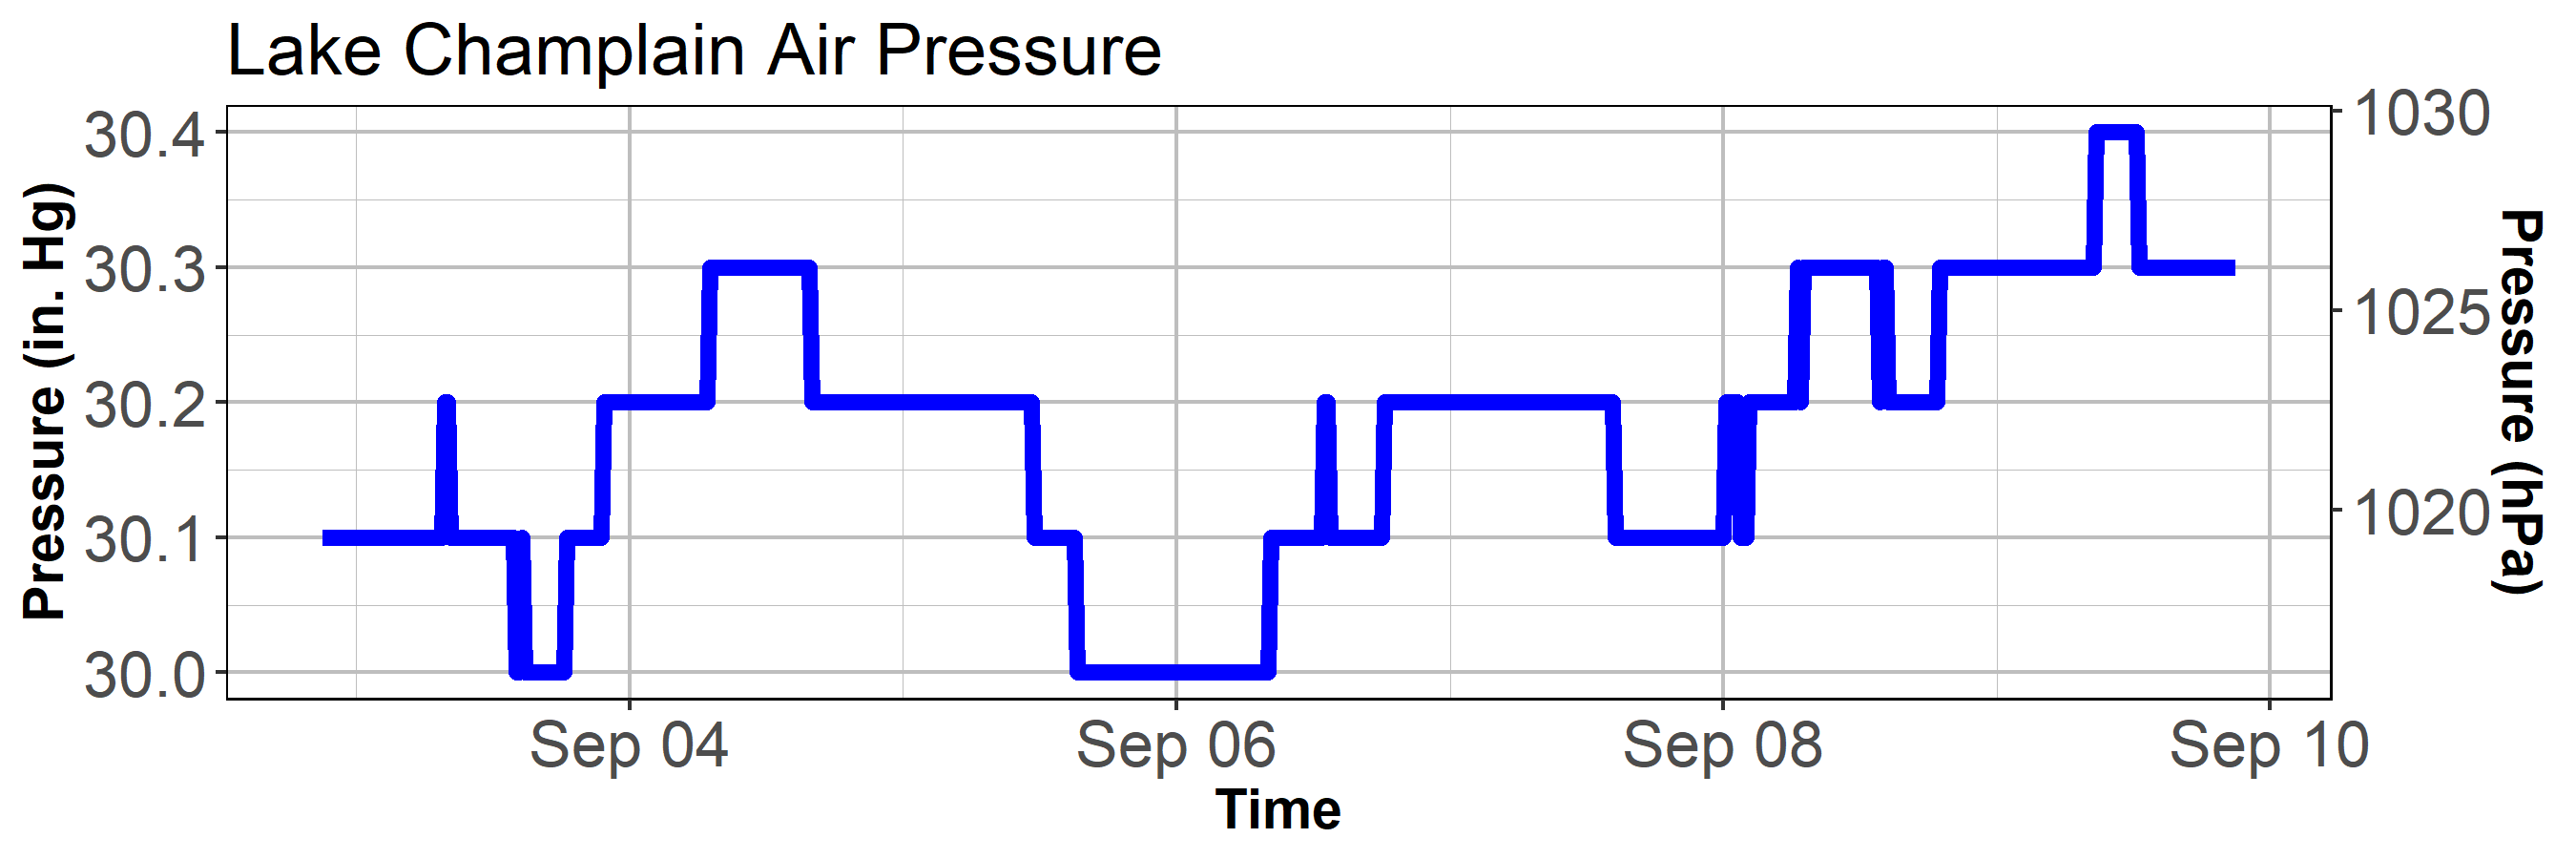 Lake Champlain Air Pressure
Pressure (in. Hg)
30.4
30.3
30.2
30.1
30.0
1030
1025
1020
Pressure (hPa)
Sep 04 Sep 06 Sep 08 Sep 10
Time